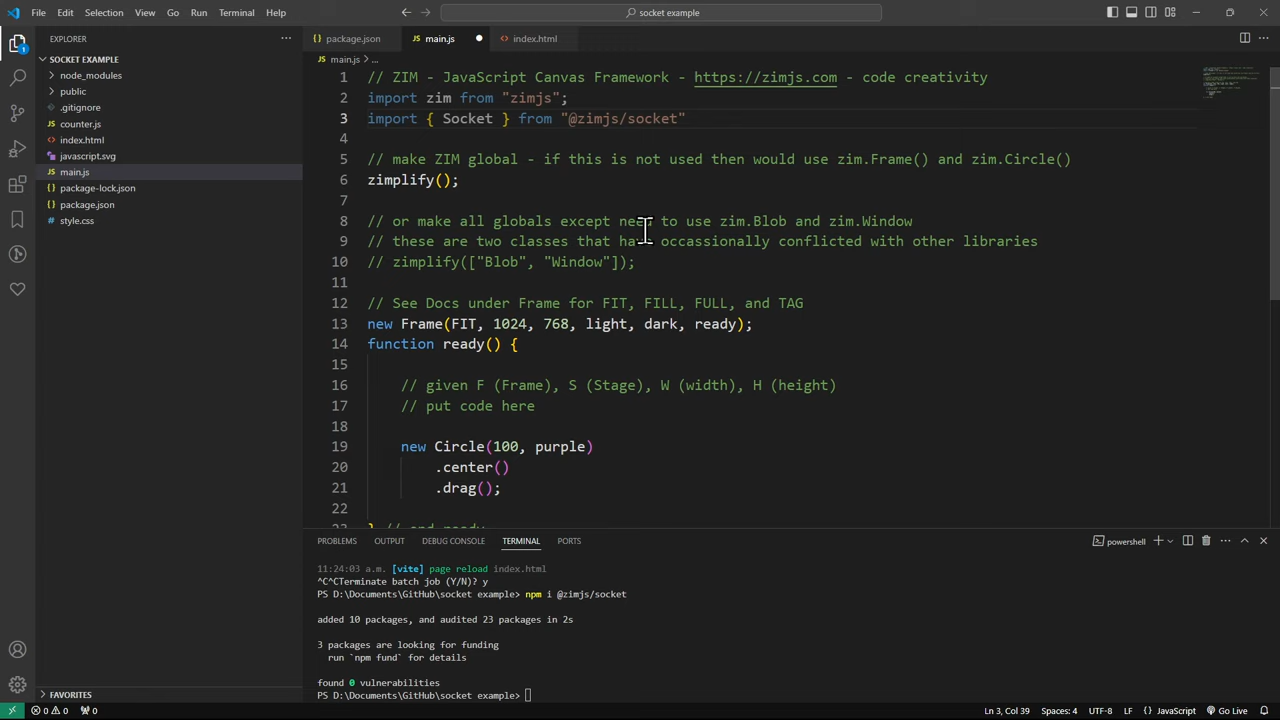 File Edit Selection View Go Run Terminal Help
socket example
EXPLORER
package.json
main.js
index.html
SOCKET EXAMPLE
main.js > ...
node_modules
public
.gitignore
counter.js
index.html
javascript.svg
main.js
package-lock.json
package.json
style.css
1 // ZIM - JavaScript Canvas Framework - https://zimjs.com - code creativity
2 import zim from "zimjs";
3 import { Socket } from "@zimjs/socket"
4
5 // make ZIM global - if this is not used then would use zim.Frame() and zim.Circle()
6 zimplify();
7
8 // or make all globals except need to use zim.Blob and zim.Window
9 // these are two classes that have occassionally conflicted with other libraries
10 // zimplify(["Blob", "Window"]);
11
12 // See Docs under Frame for FIT, FILL, FULL, and TAG
13 new Frame(FIT, 1024, 768, light, dark, ready);
14 function ready() {
15
16 // given F (Frame), S (Stage), W (width), H (height)
17 // put code here
18
19 new Circle(100, purple)
20 .center()
21 .drag();
22
23 } // end ready
PROBLEMS OUTPUT DEBUG CONSOLE TERMINAL PORTS
powershell
11:24:03 a.m. [vite] page reload index.html
^C^CTerminate batch job (Y/N)? y
PS D:\Documents\GitHub\socket example> npm i @zimjs/socket
added 10 packages, and audited 23 packages in 2s
3 packages are looking for funding
run `npm fund` for details
found 0 vulnerabilities
PS D:\Documents\GitHub\socket example>
FAVORITES
0 0 0
Ln 3, Col 39 Spaces: 4 UTF-8 LF JavaScript Go Live